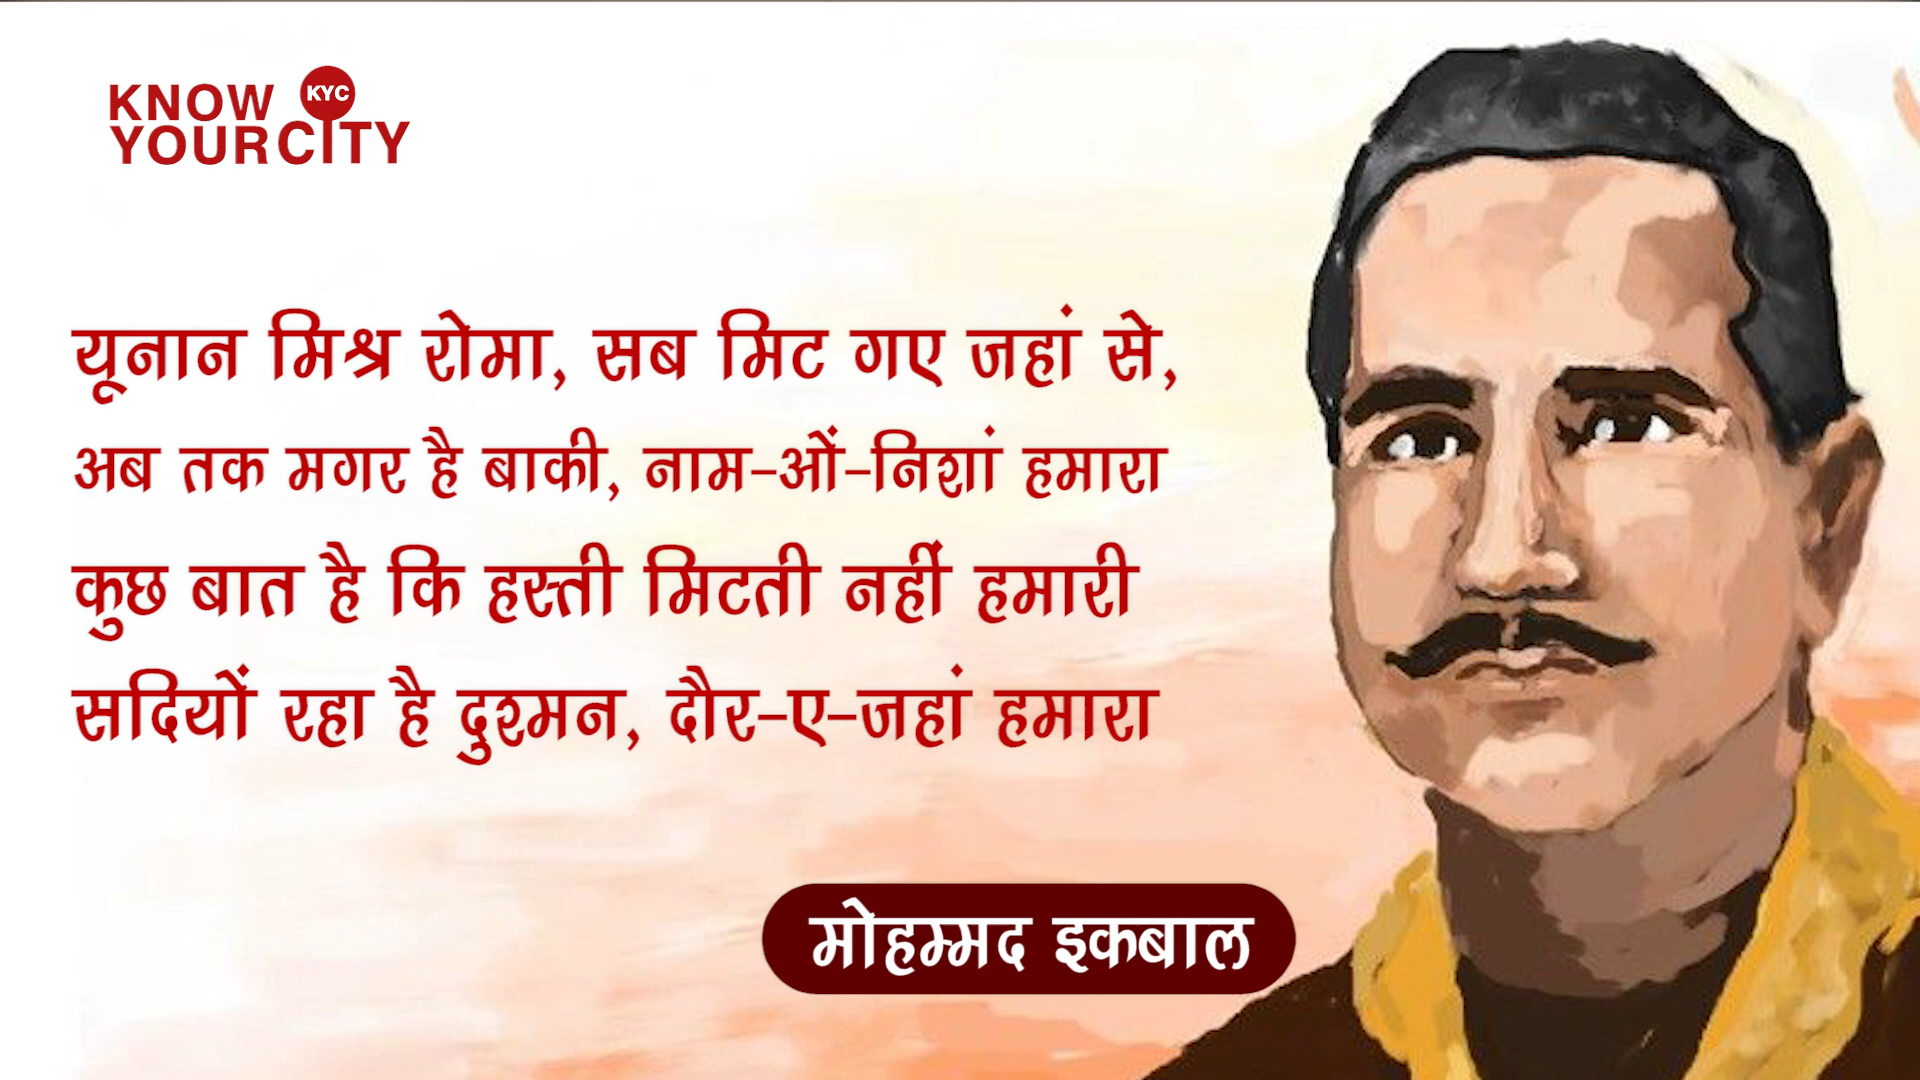 KNOW KYC
YOUR CITY
यूनान मिश्र रोमा, सब मिट गए जहां से,
अब तक मगर है बाकी, नाम-ओं-निशां हमारा
कुछ बात है कि हस्ती मिटती नहीं हमारी
सदियों रहा है दुश्मन, दौर-ए-जहां हमारा
मोहम्मद इकबाल